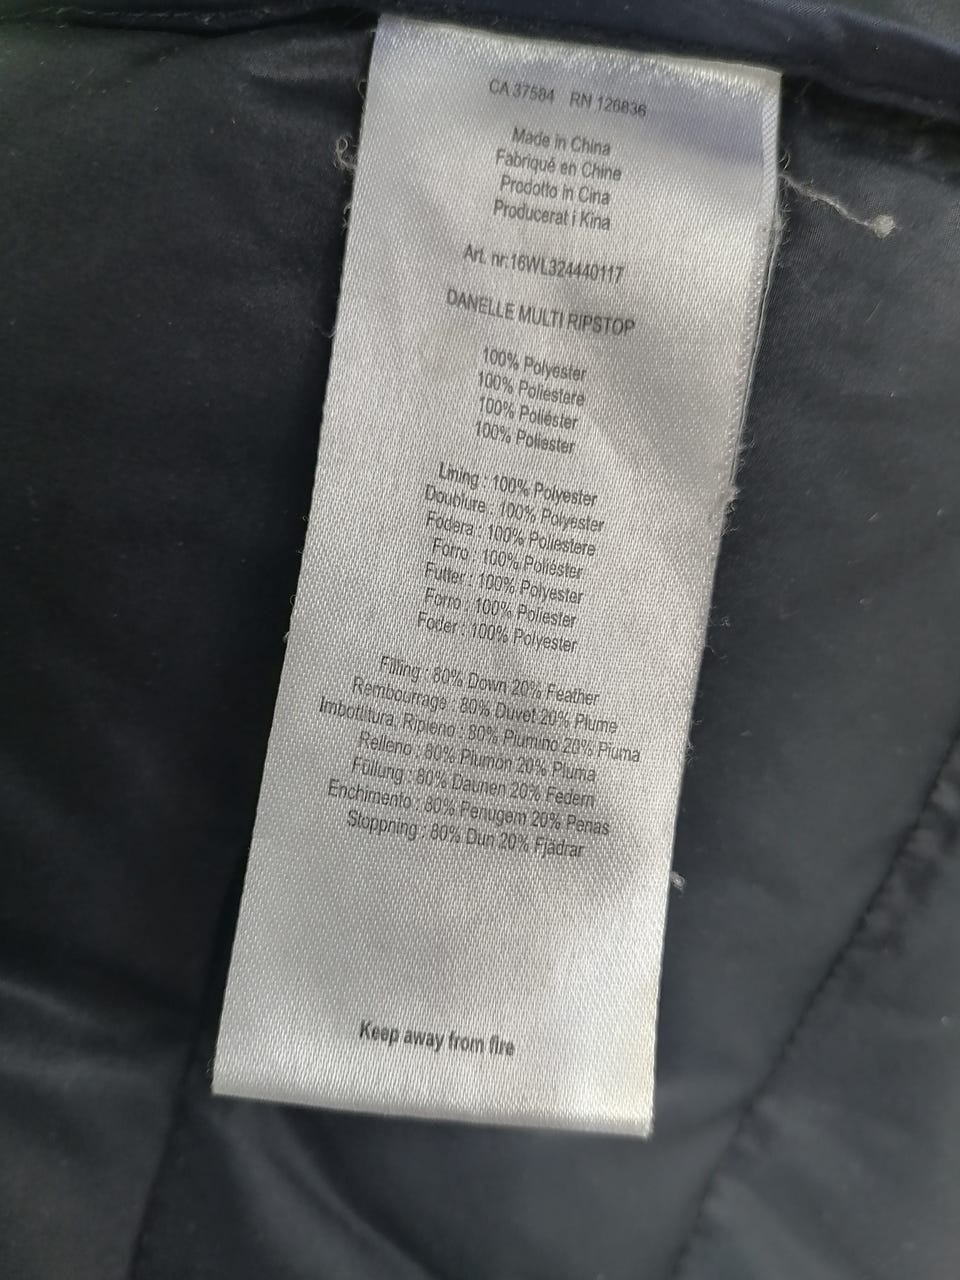 CA 37584 RN 126836
Made in China
Fabriqué en Chine
Prodotto in Cina
Producerat i Kina
Art. nr:16WL324440117
DANELLE MULTI RIPSTOP
100% Polyester
100% Poliestere
100% Poliéster
100% Poliester
Lining : 100% Polyester
Doublure : 100% Polyester
Fodera : 100% Poliestere
Forro : 100% Poliéster
Futter : 100% Polyester
Forro : 100% Poliester
Foder : 100% Polyester
Filling : 80% Down 20% Feather
Rembourrage : 80% Duvet 20% Plume
Imbottitura, Ripieno : 80% Piumino 20% Piuma
Relleno : 80% Plumon 20% Pluma
Füllung : 80% Daunen 20% Federn
Enchimento : 80% Penugem 20% Penas
Stoppning : 80% Dun 20% Fjädrar
Keep away from fire